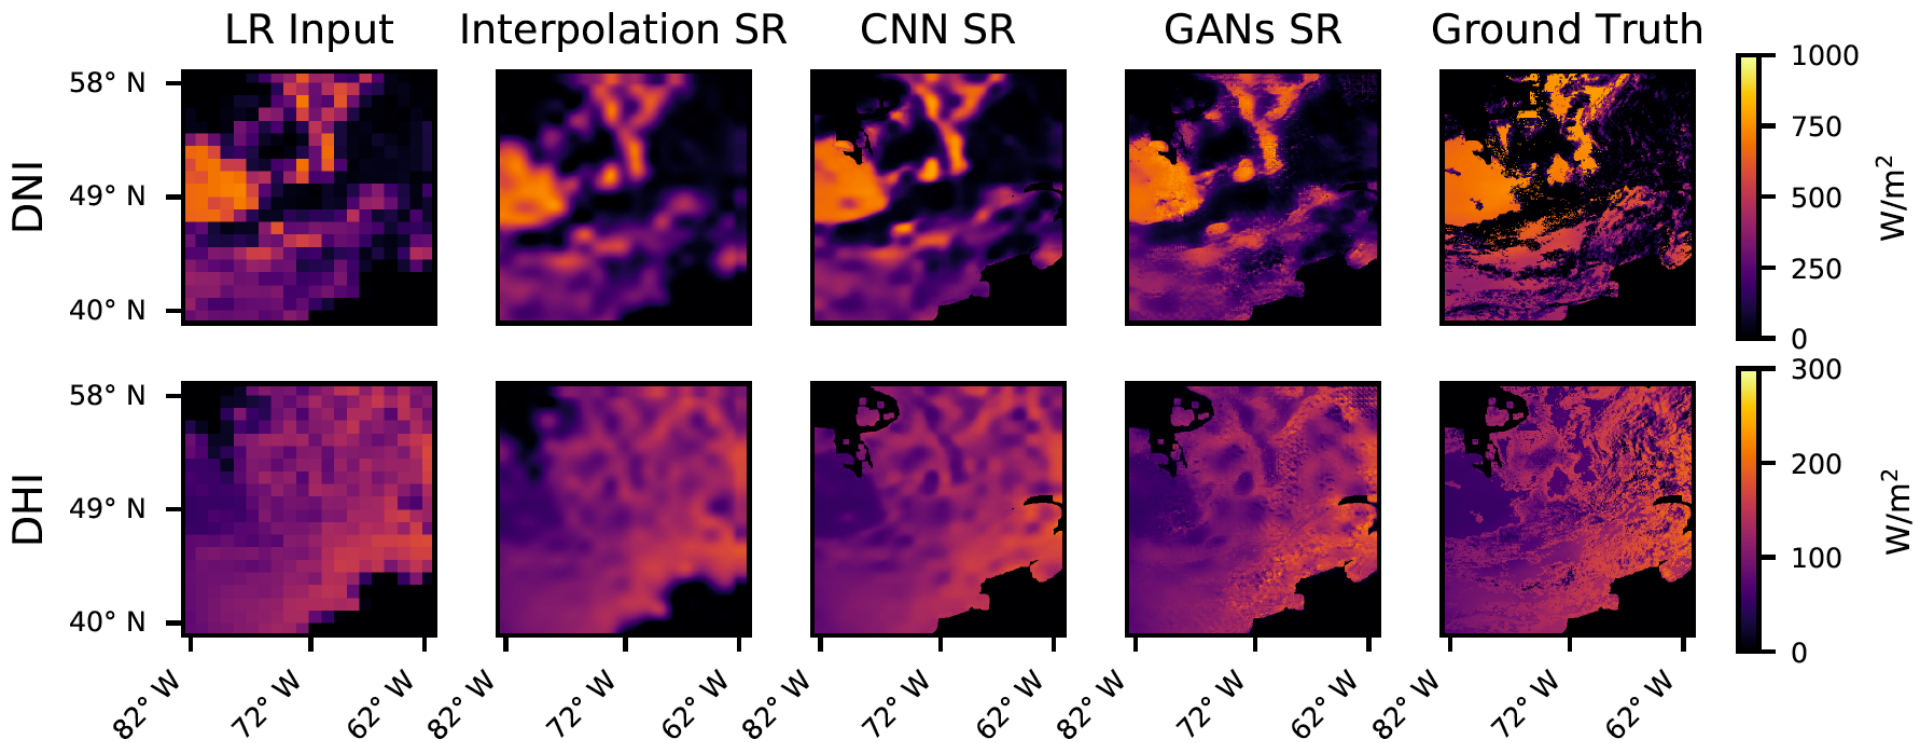 LR Input Interpolation SR CNN SR GANs SR Ground Truth
DNI
58° N
49° N
40° N
1000
750
500
250
0
W/m²
DHI
58° N
49° N
40° N
300
200
100
0
W/m²
82° W 72° W 62° W 82° W 72° W 62° W 82° W 72° W 62° W 82° W 72° W 62° W 82° W 72° W 62° W